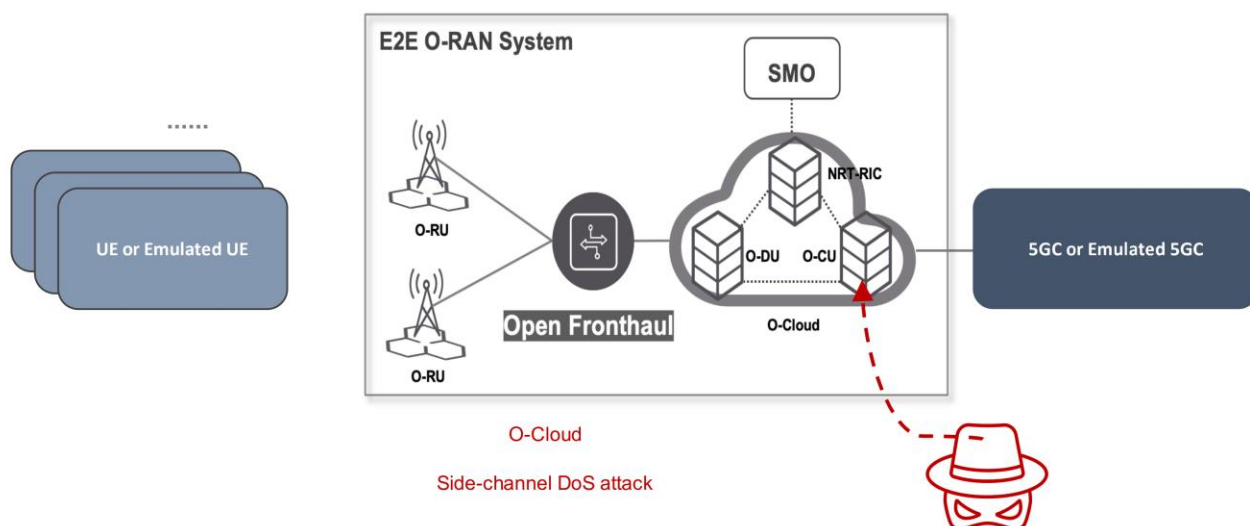 E2E O-RAN System
SMO
......
NRT-RIC
O-RU
UE or Emulated UE
O-DU
O-CU
5GC or Emulated 5GC
Open Fronthaul
O-Cloud
O-RU
O-Cloud
Side-channel DoS attack